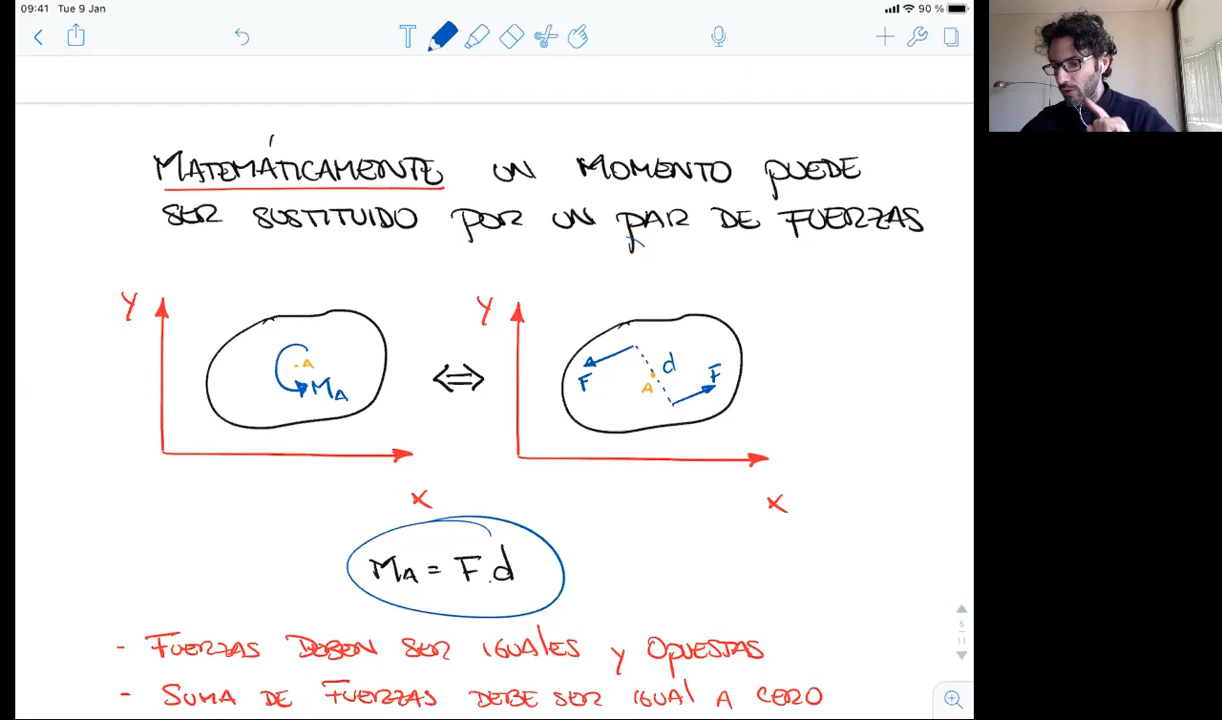 09:41 Tue 9 Jan
90 %
T
MATEMÁTICAMENTE UN MOMENTO PUEDE
SER SUSTITUIDO POR UN PAR DE FUERZAS
Y
A
MA
X
⇔
Y
F
d
A
F
X
MA = F.d
- FUERZAS DEBEN SER IGUALES Y OPUESTAS
- SUMA DE FUERZAS DEBE SER IGUAL A CERO